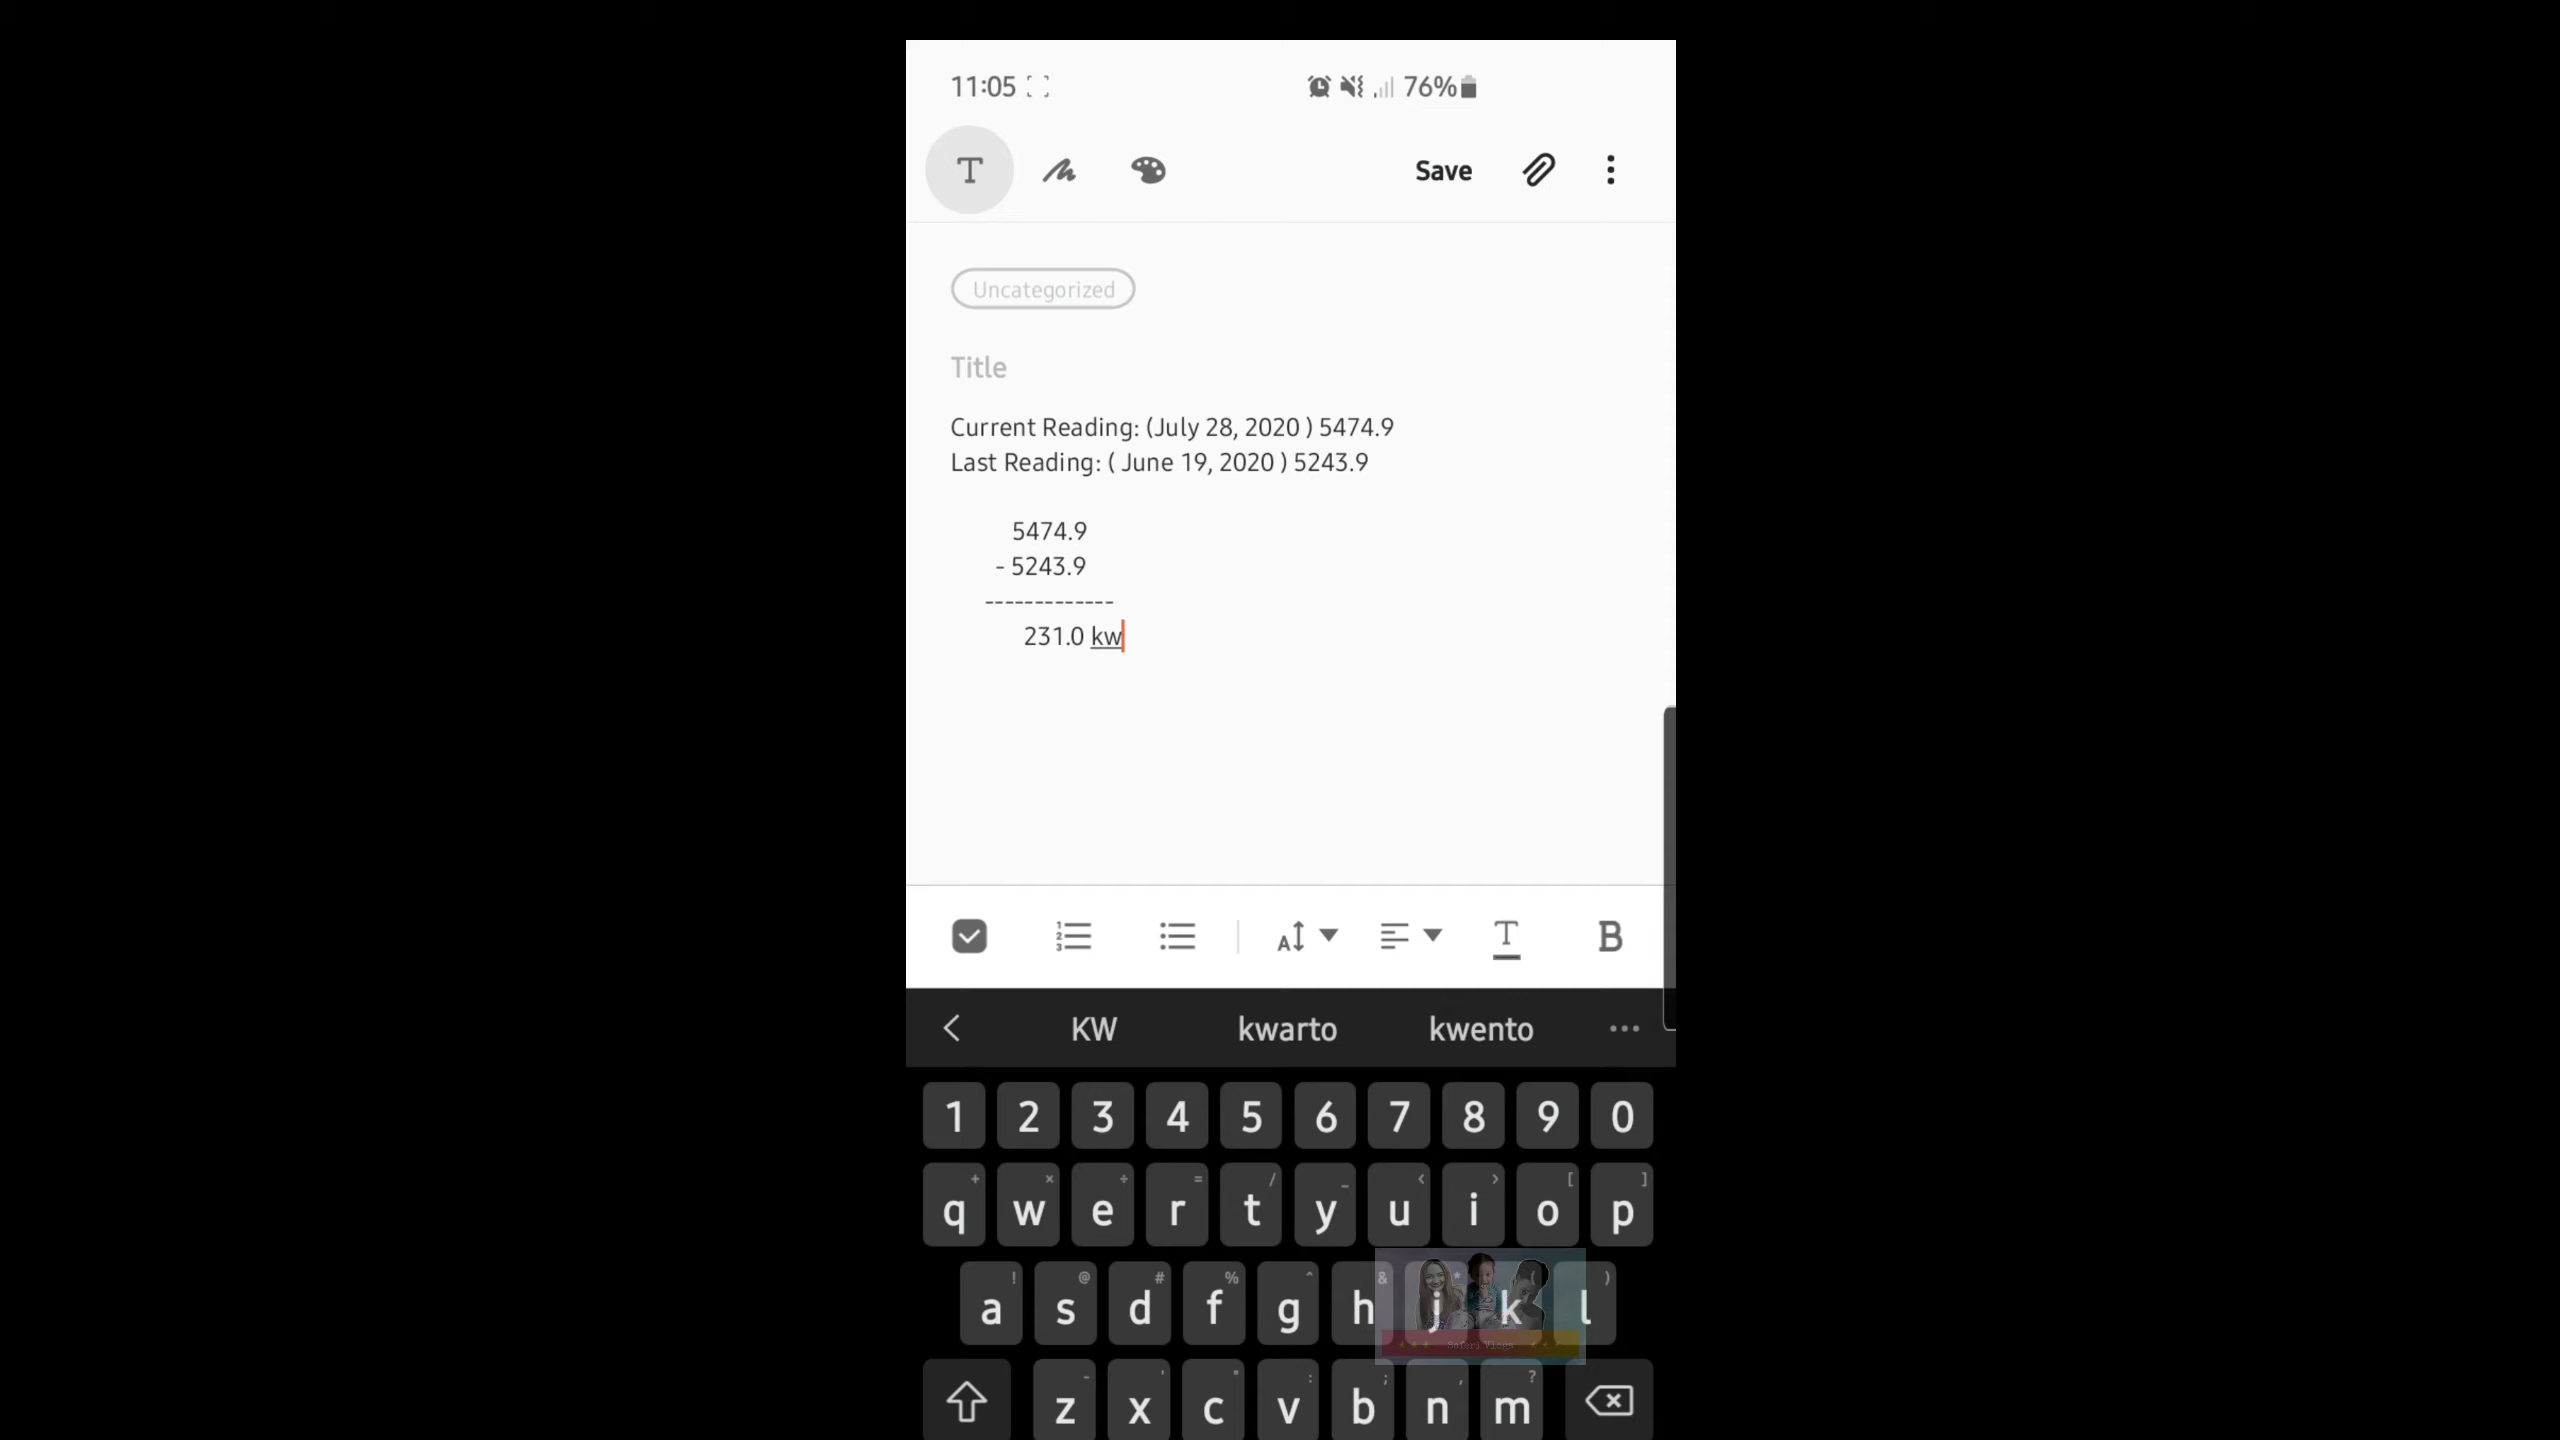 11:05 76%
T Save
Uncategorized
Title
Current Reading: (July 28, 2020 ) 5474.9
Last Reading: ( June 19, 2020 ) 5243.9
5474.9
- 5243.9
-------------
231.0 kw
A T B
KW kwarto kwento ...
1 2 3 4 5 6 7 8 9 0
+ × ÷ = / _ < > [ ]
q w e r t y u i o p
! @ # % ^ & * ( )
a s d f g h j k l
Safari Vlogs
- ' " : ; , ?
z x c v b n m